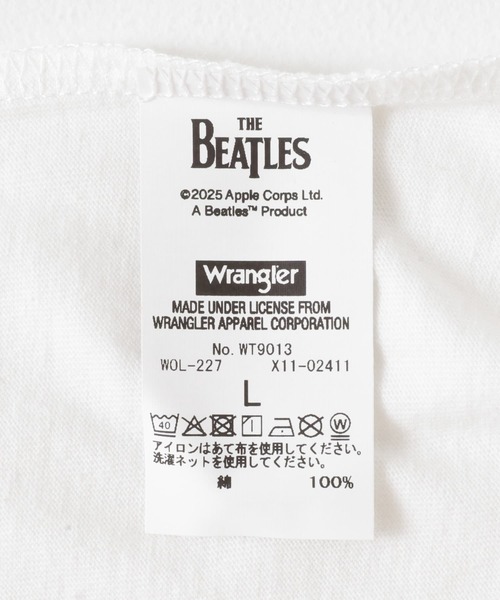 THE
BEATLES
©2025 Apple Corps Ltd.
A Beatles™ Product
Wrangler
MADE UNDER LICENSE FROM
WRANGLER APPAREL CORPORATION
No. WT9013
WOL-227 X11-02411
L
40 W
アイロンはあて布を使用してください。
洗濯ネットを使用してください。
綿 100%